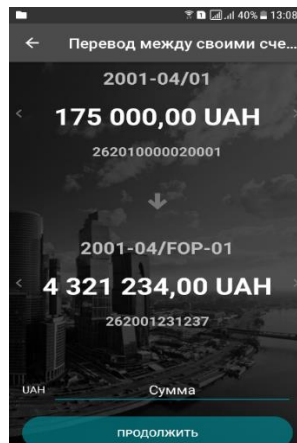 40% 13:08
Перевод между своими сче...
2001-04/01
175 000,00 UAH
262010000020001
2001-04/FOP-01
4 321 234,00 UAH
262001231237
UAH Сумма
ПРОДОЛЖИТЬ